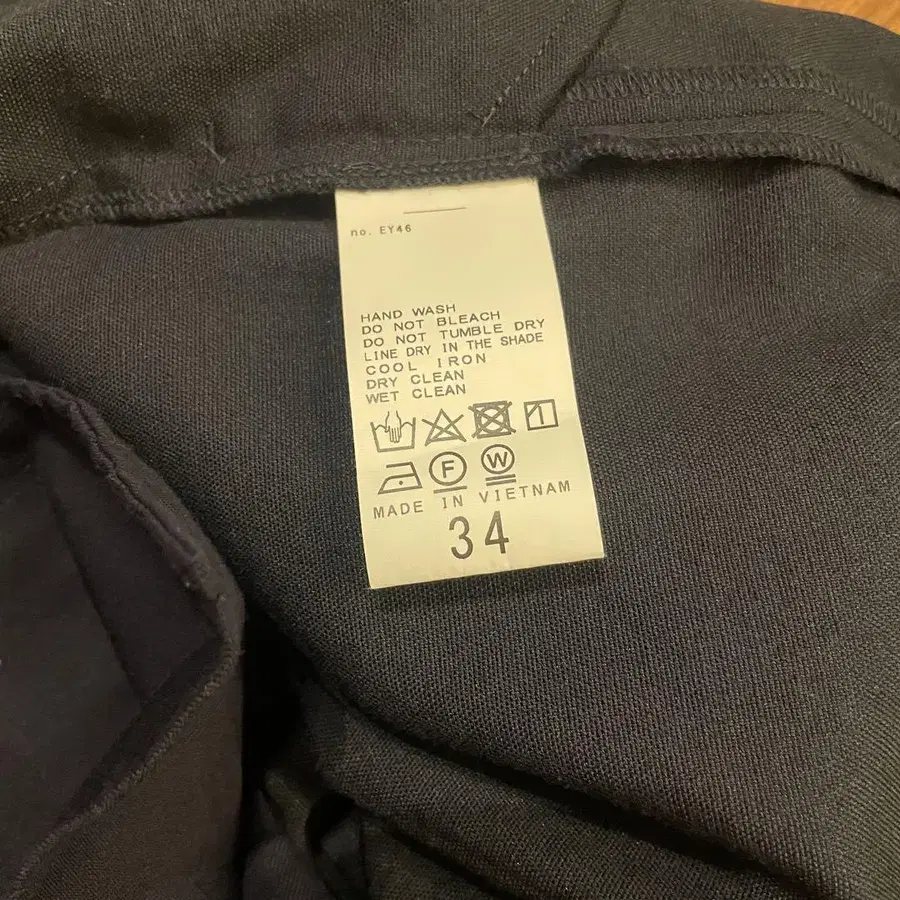 no. EY46
HAND WASH
DO NOT BLEACH
DO NOT TUMBLE DRY
LINE DRY IN THE SHADE
COOL IRON
DRY CLEAN
WET CLEAN
F W
MADE IN VIETNAM
34